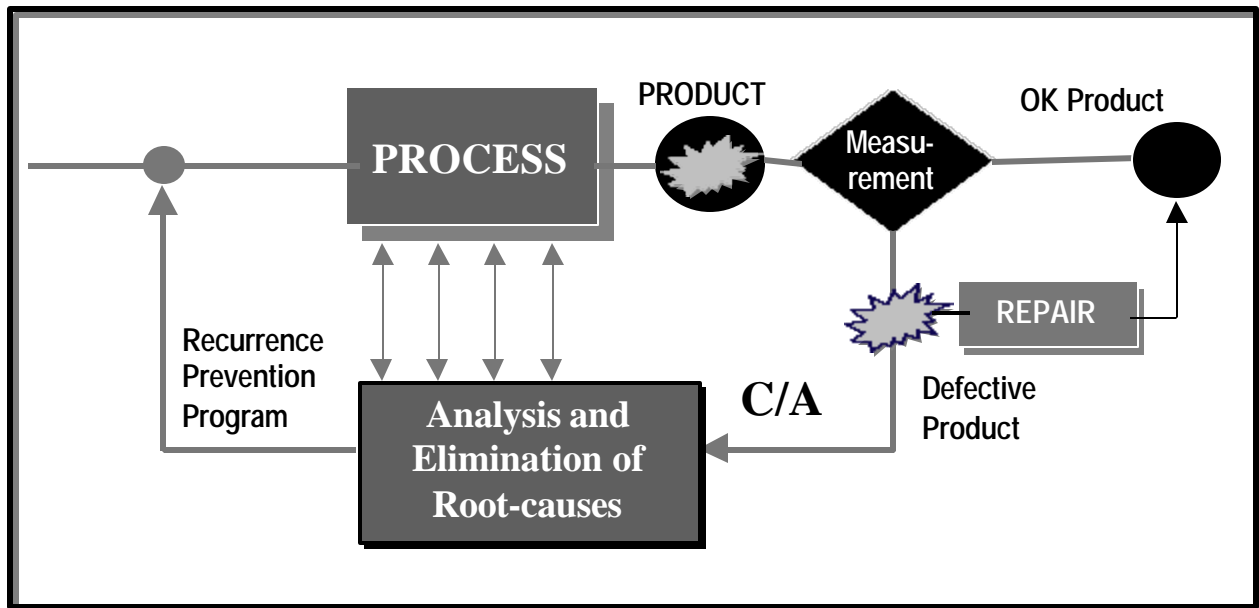 PRODUCT
OK Product
PROCESS
Measu-
rement
REPAIR
Recurrence
Prevention
Program
C/A
Defective
Product
Analysis and
Elimination of
Root-causes